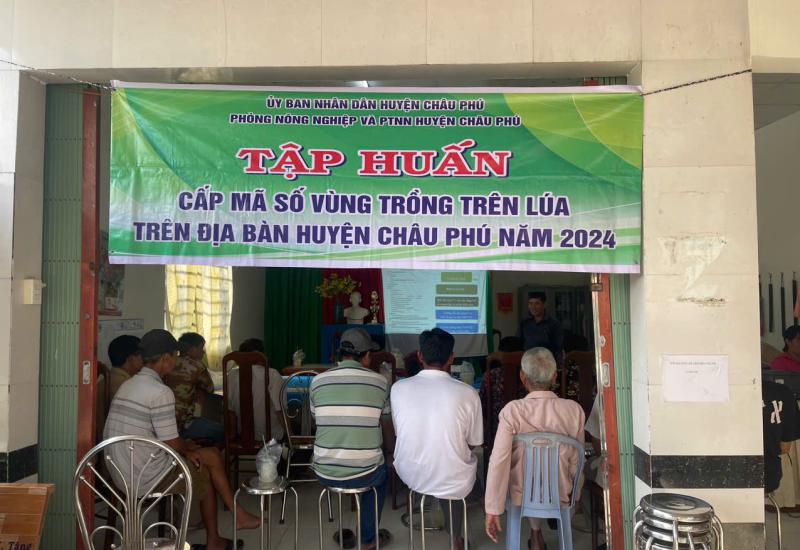 ỦY BAN NHÂN DÂN HUYỆN CHÂU PHÚ
PHÒNG NÔNG NGHIỆP VÀ PTNN HUYỆN CHÂU PHÚ
TẬP HUẤN
CẤP MÃ SỐ VÙNG TRỒNG TRÊN LÚA
TRÊN ĐỊA BÀN HUYỆN CHÂU PHÚ NĂM 2024